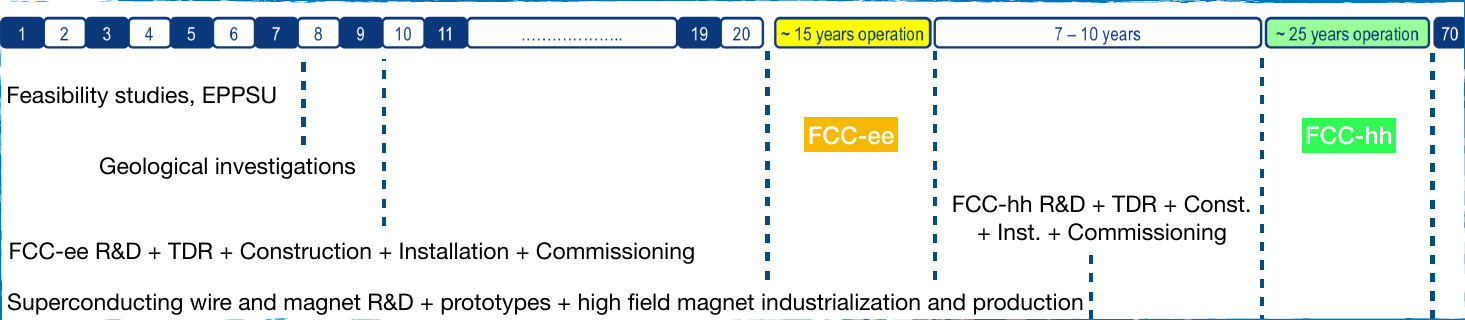 1 2 3 4 5 6 7 8 9 10 11 ................... 19 20 ~ 15 years operation 7 – 10 years ~ 25 years operation 70
Feasibility studies, EPPSU
FCC-ee FCC-hh
Geological investigations
FCC-hh R&D + TDR + Const.
+ Inst. + Commissioning
FCC-ee R&D + TDR + Construction + Installation + Commissioning
Superconducting wire and magnet R&D + prototypes + high field magnet industrialization and production